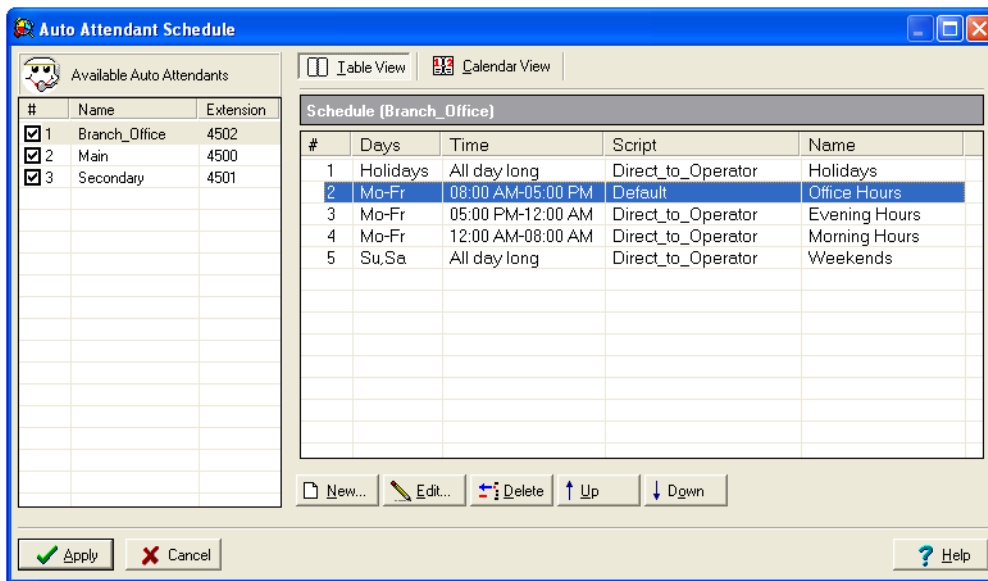 Auto Attendant Schedule
Available Auto Attendants
# Name Extension
1 Branch_Office 4502
2 Main 4500
3 Secondary 4501
Table View Calendar View
Schedule (Branch_Office)
# Days Time Script Name
1 Holidays All day long Direct_to_Operator Holidays
2 Mo-Fr 08:00 AM-05:00 PM Default Office Hours
3 Mo-Fr 05:00 PM-12:00 AM Direct_to_Operator Evening Hours
4 Mo-Fr 12:00 AM-08:00 AM Direct_to_Operator Morning Hours
5 Su,Sa All day long Direct_to_Operator Weekends
New... Edit... Delete Up Down
Apply Cancel Help